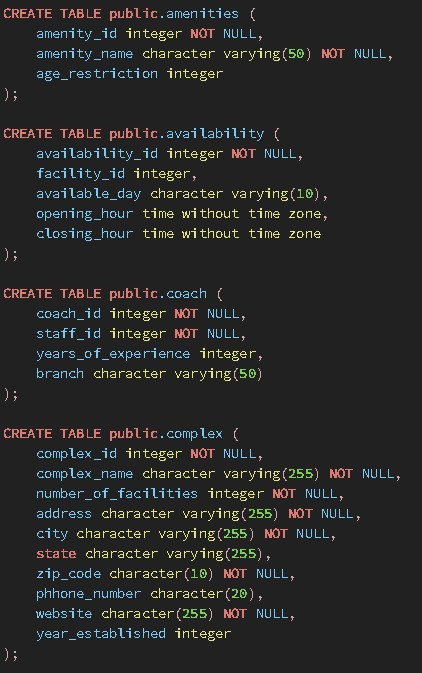 CREATE TABLE public.amenities (
    amenity_id integer NOT NULL,
    amenity_name character varying(50) NOT NULL,
    age_restriction integer
);

CREATE TABLE public.availability (
    availability_id integer NOT NULL,
    facility_id integer,
    available_day character varying(10),
    opening_hour time without time zone,
    closing_hour time without time zone
);

CREATE TABLE public.coach (
    coach_id integer NOT NULL,
    staff_id integer NOT NULL,
    years_of_experience integer,
    branch character varying(50)
);

CREATE TABLE public.complex (
    complex_id integer NOT NULL,
    complex_name character varying(255) NOT NULL,
    number_of_facilities integer NOT NULL,
    address character varying(255) NOT NULL,
    city character varying(255) NOT NULL,
    state character varying(255),
    zip_code character(10) NOT NULL,
    phhone_number character(20),
    website character(255) NOT NULL,
    year_established integer
);